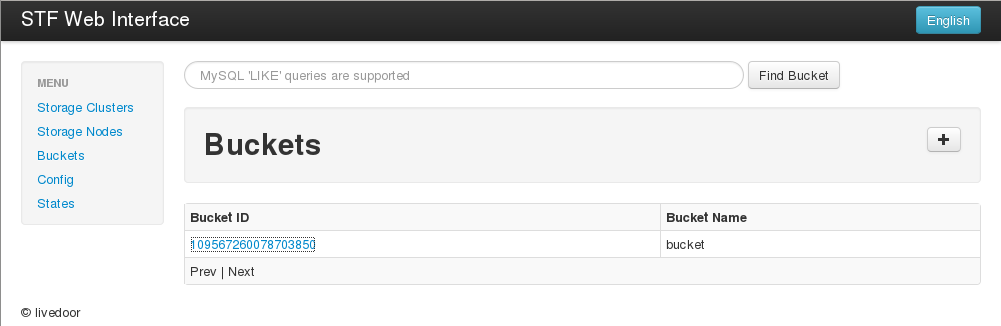 STF Web Interface
English
MENU
Storage Clusters
Storage Nodes
Buckets
Config
States
MySQL 'LIKE' queries are supported
Find Bucket
Buckets
+
Bucket ID Bucket Name
109567260078703850 bucket
Prev | Next
© livedoor